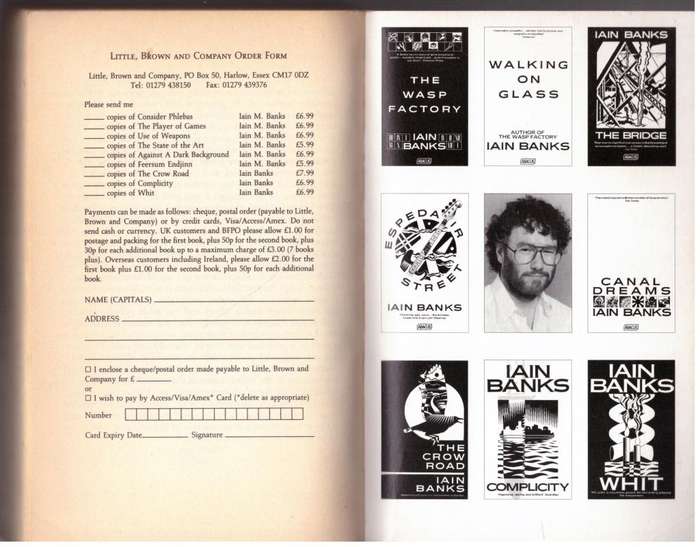 LITTLE, BROWN AND COMPANY ORDER FORM
Little, Brown and Company, PO Box 50, Harlow, Essex CM17 0DZ
Tel: 01279 438150 Fax: 01279 439376
Please send me
copies of Consider Phlebas Iain M. Banks £6.99
copies of The Player of Games Iain M. Banks £6.99
copies of Use of Weapons Iain M. Banks £6.99
copies of The State of the Art Iain M. Banks £5.99
copies of Against A Dark Background Iain M. Banks £6.99
copies of Feersum Endjinn Iain M. Banks £5.99
copies of The Crow Road Iain Banks £7.99
copies of Complicity Iain Banks £6.99
copies of Whit Iain Banks £6.99
Payments can be made as follows: cheque, postal order (payable to Little,
Brown and Company) or by credit cards, Visa/Access/Amex. Do not
send cash or currency. UK customers and BFPO please allow £1.00 for
postage and packing for the first book, plus 50p for the second book, plus
30p for each additional book up to a maximum charge of £3.00 (7 books
plus). Overseas customers including Ireland, please allow £2.00 for the
first book plus £1.00 for the second book, plus 50p for each additional
book.
NAME (CAPITALS)
ADDRESS
☐ I enclose a cheque/postal order made payable to Little, Brown and
Company for £
or
☐ I wish to pay by Access/Visa/Amex* Card (*delete as appropriate)
Number
Card Expiry Date Signature
THE
WASP
FACTORY
IAIN
BANKS
WALKING
ON
GLASS
AUTHOR OF
THE WASP FACTORY
IAIN BANKS
ABACUS
IAIN BANKS
THE BRIDGE
ABACUS
ESPEDAIR
STREET
IAIN BANKS
CANAL
DREAMS
IAIN BANKS
ABACUS
THE
CROW
ROAD
IAIN
BANKS
IAIN
BANKS
COMPLICITY
IAIN
BANKS
WHIT